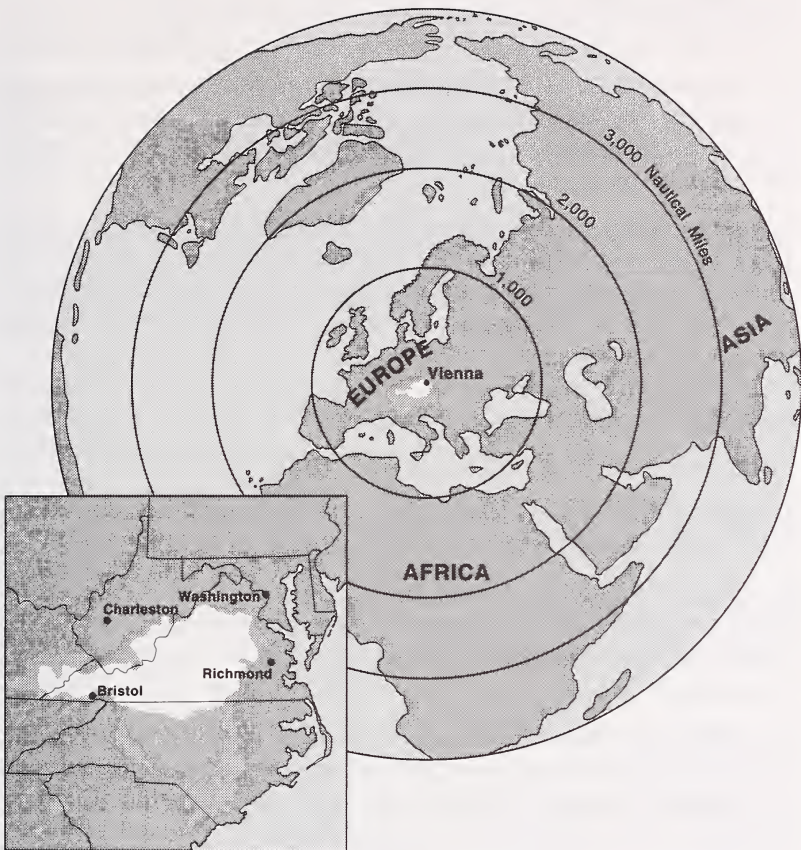 3,000 Nautical Miles
2,000
1,000
ASIA
EUROPE
Vienna
AFRICA
Washington
Charleston
Richmond
Bristol